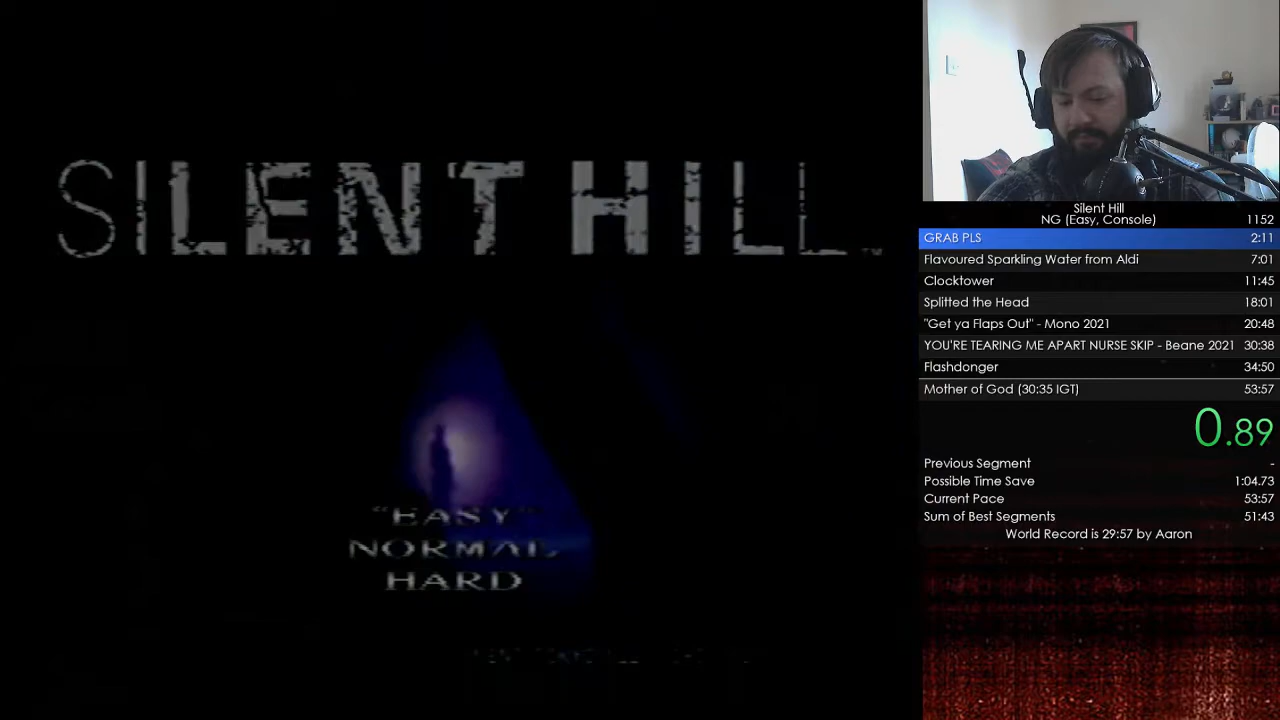 SILENT HILL™
"EASY"
NORMAL
HARD
Silent Hill
NG (Easy, Console) 1152
GRAB PLS 2:11
Flavoured Sparkling Water from Aldi 7:01
Clocktower 11:45
Splitted the Head 18:01
"Get ya Flaps Out" - Mono 2021 20:48
YOU'RE TEARING ME APART NURSE SKIP - Beane 2021 30:38
Flashdonger 34:50
Mother of God (30:35 IGT) 53:57
0.89
Previous Segment -
Possible Time Save 1:04.73
Current Pace 53:57
Sum of Best Segments 51:43
World Record is 29:57 by Aaron